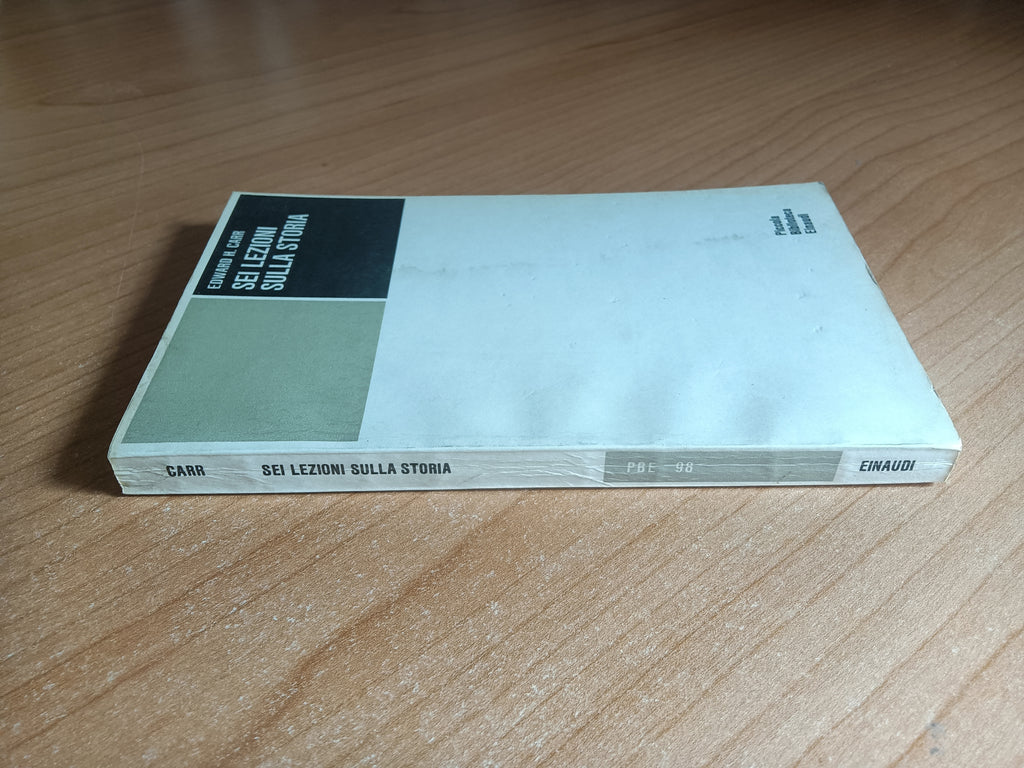 EDWARD H. CARR
SEI LEZIONI
SULLA STORIA
Piccola
Biblioteca
Einaudi
CARR SEI LEZIONI SULLA STORIA PBE 98 EINAUDI